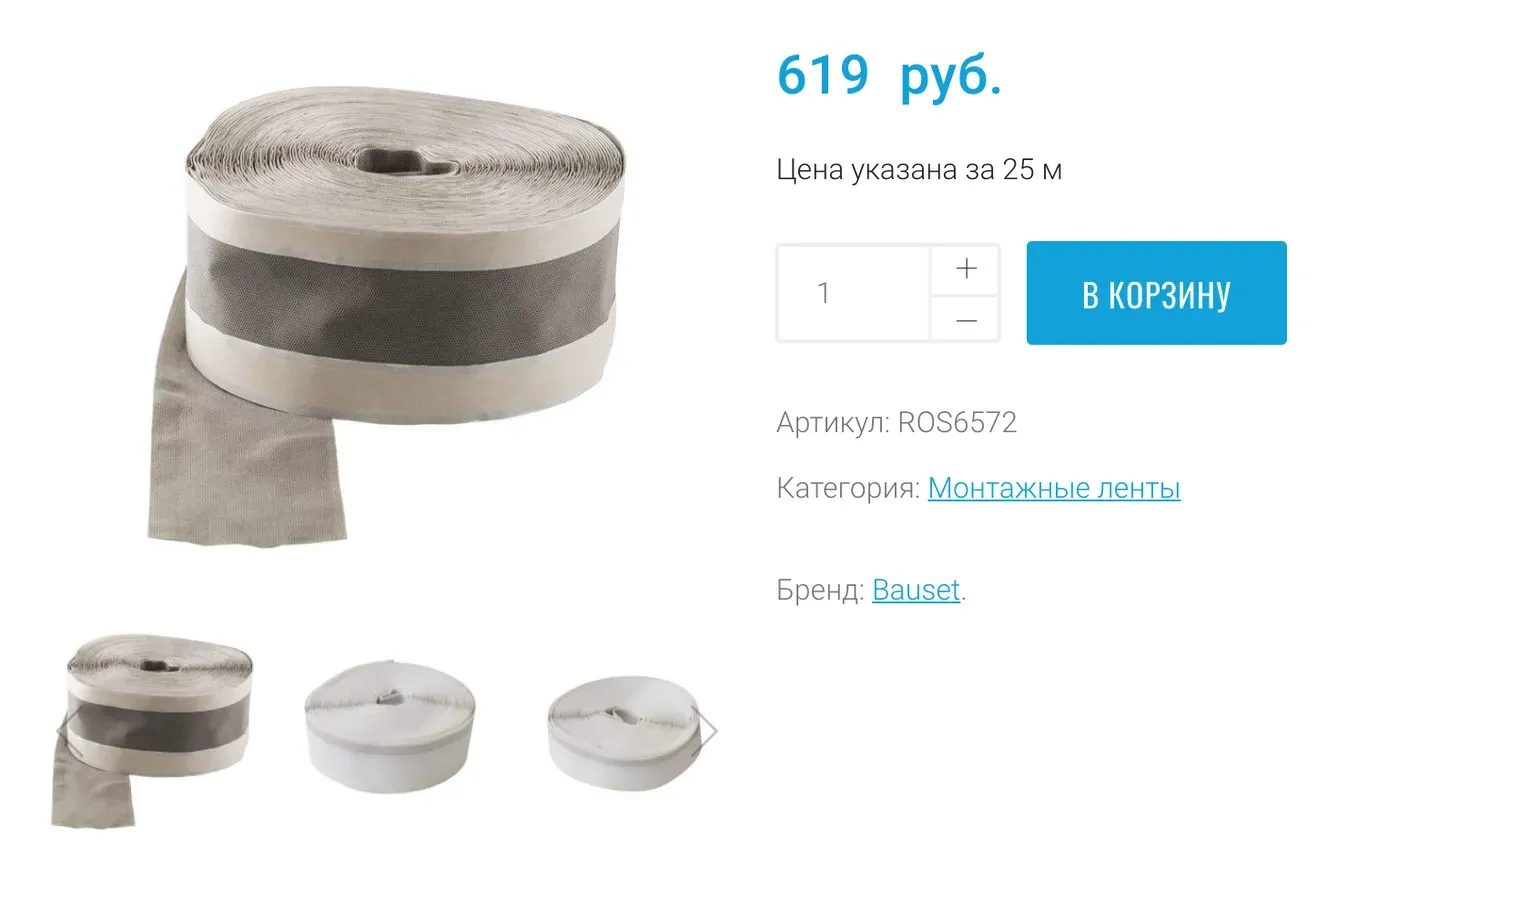 619 руб.
Цена указана за 25 м
1
В КОРЗИНУ
Артикул: ROS6572
Категория: Монтажные ленты
Бренд: Bauset.